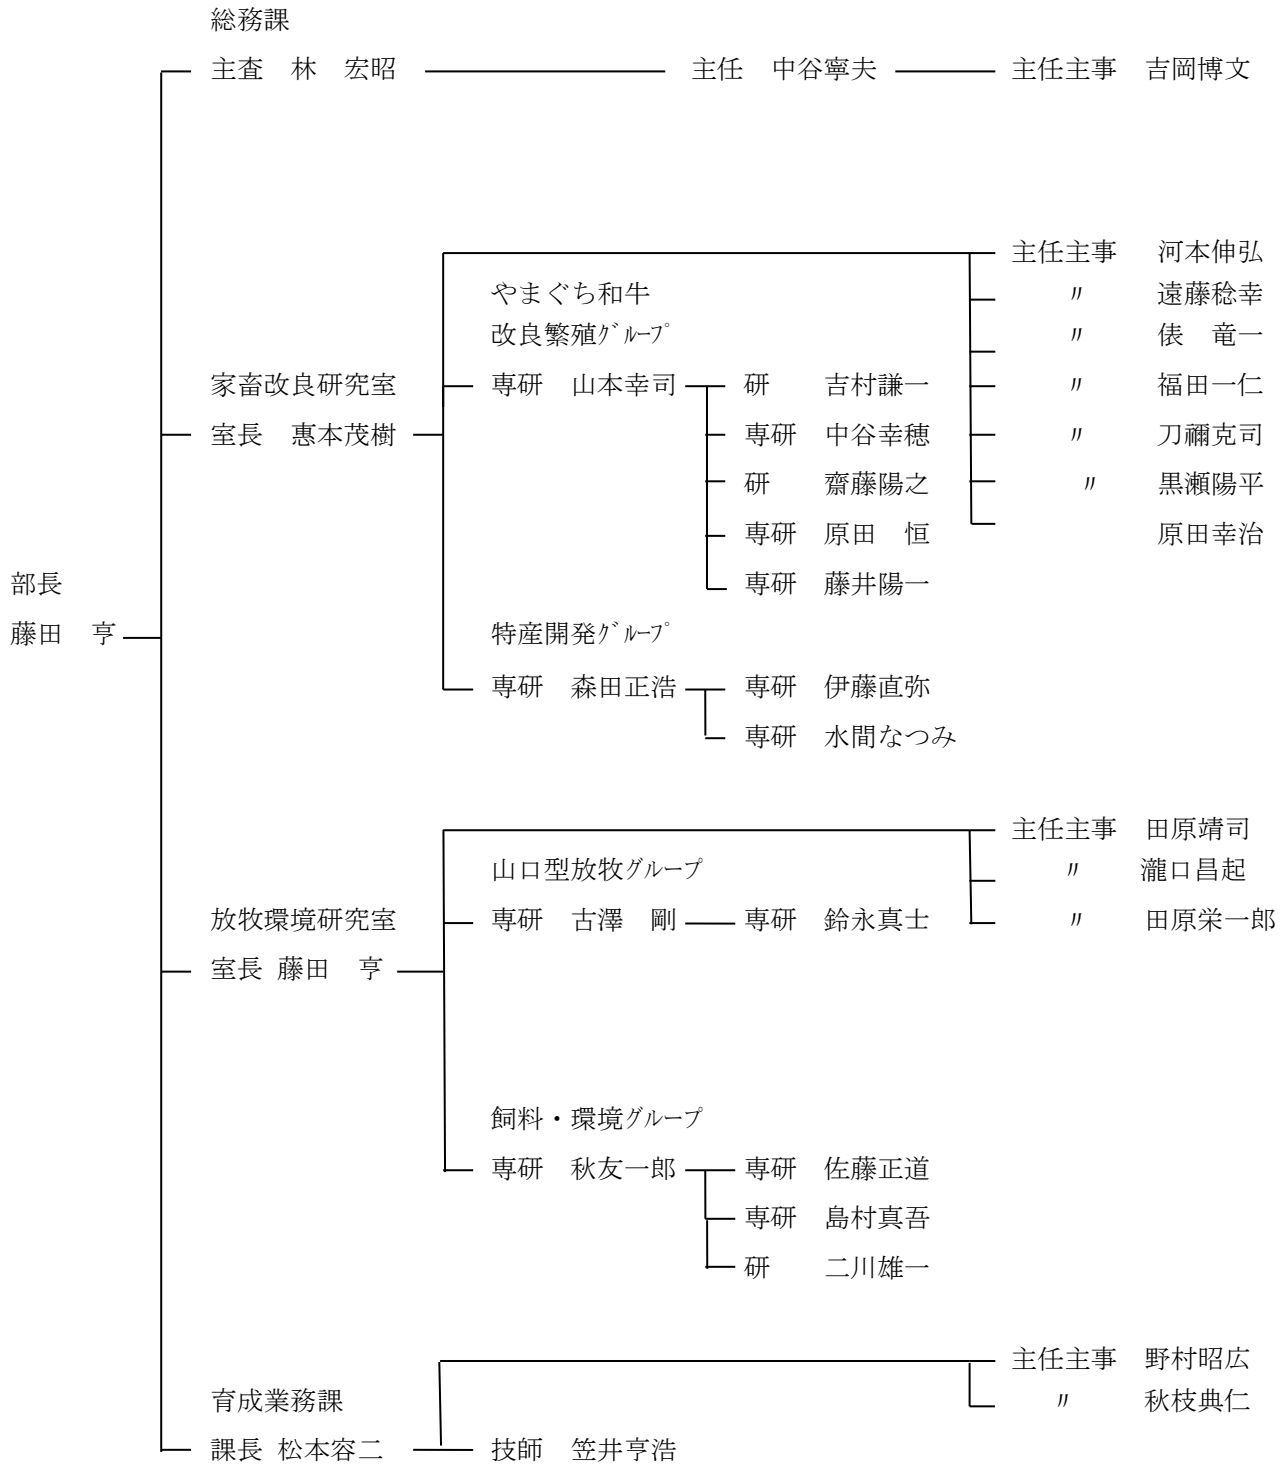 総務課
主査　林　宏昭　主任　中谷寧夫　主任主事　吉岡博文
主任主事　河本伸弘
やまぐち和牛　〃　遠藤稔幸
改良繁殖ｸﾞﾙｰﾌﾟ　〃　俵　竜一
家畜改良研究室　専研　山本幸司　研　吉村謙一　〃　福田一仁
室長　惠本茂樹　専研　中谷幸穂　〃　刀禰克司
研　齋藤陽之　〃　黒瀬陽平
専研　原田　恒　原田幸治
部長　専研　藤井陽一
藤田　亨　特産開発ｸﾞﾙｰﾌﾟ
専研　森田正浩　専研　伊藤直弥
専研　水間なつみ
主任主事　田原靖司
山口型放牧グループ　〃　瀧口昌起
放牧環境研究室　専研　古澤　剛　専研　鈴永真士　〃　田原栄一郎
室長 藤田　亨
飼料・環境グループ
専研　秋友一郎　専研　佐藤正道
専研　島村真吾
研　二川雄一
主任主事　野村昭広
育成業務課　〃　秋枝典仁
課長 松本容二　技師　笠井亨浩